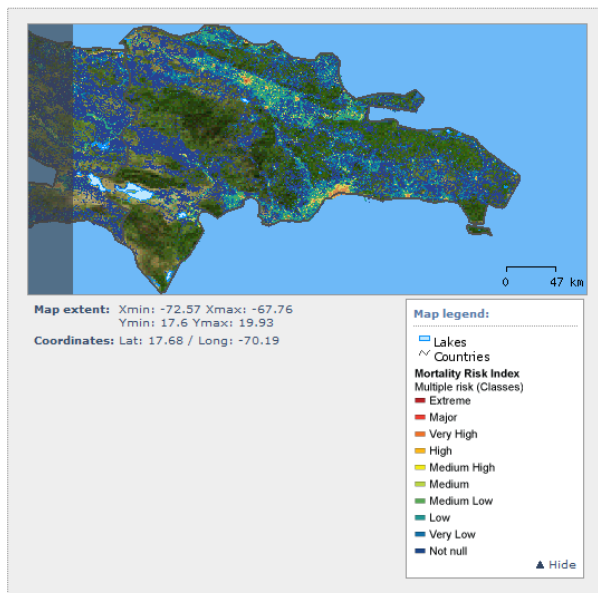 0 47 km
Map extent: Xmin: -72.57 Xmax: -67.76
Ymin: 17.6 Ymax: 19.93
Coordinates: Lat: 17.68 / Long: -70.19
Map legend:
Lakes
Countries
Mortality Risk Index
Multiple risk (Classes)
Extreme
Major
Very High
High
Medium High
Medium
Medium Low
Low
Very Low
Not null
▲ Hide